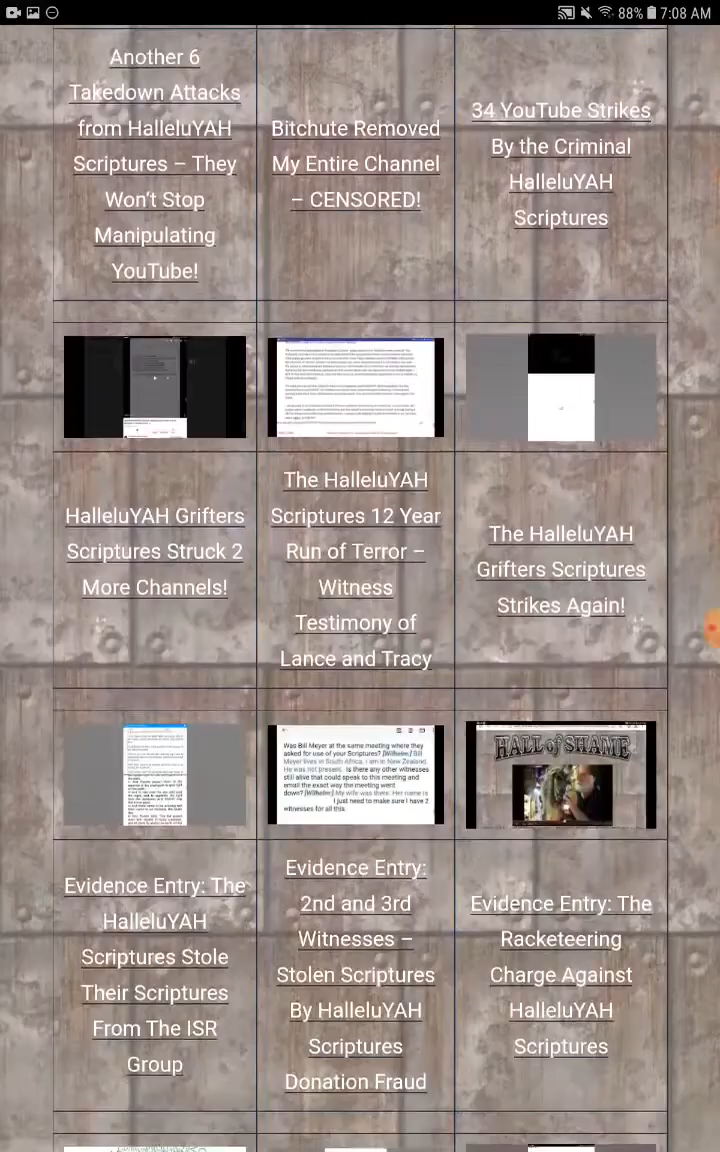 88% 7:08 AM
Another 6
Takedown Attacks
from HalleluYAH
Scriptures – They
Won't Stop
Manipulating
YouTube!
Bitchute Removed
My Entire Channel
– CENSORED!
34 YouTube Strikes
By the Criminal
HalleluYAH
Scriptures
HalleluYAH Grifters
Scriptures Struck 2
More Channels!
The HalleluYAH
Scriptures 12 Year
Run of Terror –
Witness
Testimony of
Lance and Tracy
The HalleluYAH
Grifters Scriptures
Strikes Again!
Was Bill Meyer at the same meeting where they
asked for use of your Scriptures? [Wilhelm:] Bill
Meyer lives in South Africa. I am in New Zealand.
He was not present. Is there any other witnesses
still alive that could speak to this meeting and
email the exact way the meeting went
down? [Wilhelm:] My wife was there. Her name is
I just need to make sure I have 2
witnesses for all this.
HALL of SHAME
Evidence Entry: The
HalleluYAH
Scriptures Stole
Their Scriptures
From The ISR
Group
Evidence Entry:
2nd and 3rd
Witnesses –
Stolen Scriptures
By HalleluYAH
Scriptures
Donation Fraud
Evidence Entry: The
Racketeering
Charge Against
HalleluYAH
Scriptures